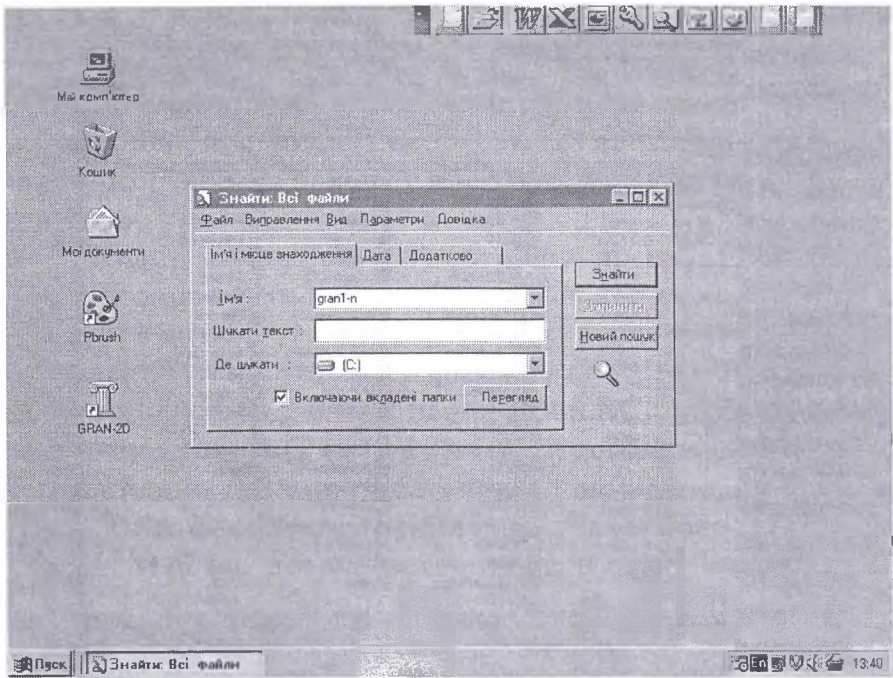 Мій комп'ютер
Кошик
Мої документи
Pbrush
GRAN-2D
Знайти: Всі файли
Файл Виправлення Вид Параметри Довідка
Ім'я і місце знаходження Дата Додатково
Ім'я : gran1-n
Шукати текст :
Де шукати : (C:)
Включаючи вкладені папки Перегляд
Знайти
Зупинити
Новий пошук
Пуск Знайти: Всі файли En 13:40